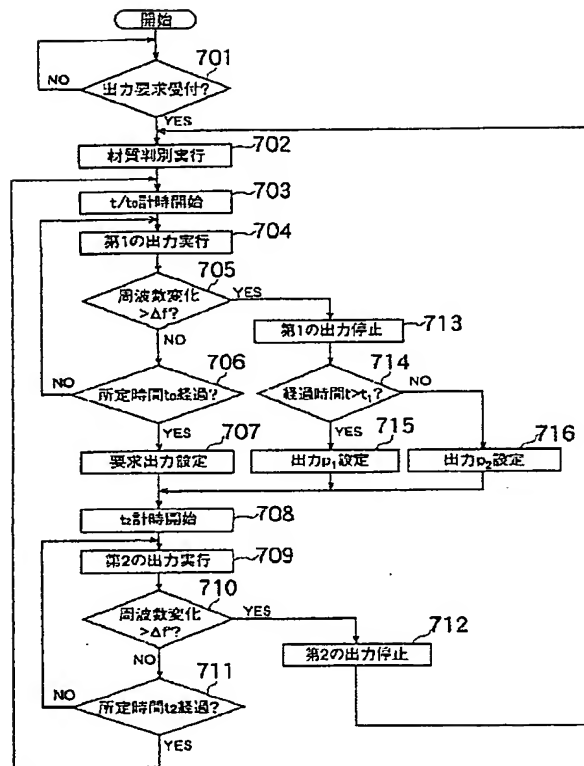 開始
701
出力要求受付?
NO
YES
材質判別実行
702
703
t/t₀計時開始
704
第1の出力実行
705
周波数変化
>Δf?
YES
NO
第1の出力停止
713
706
所定時間t₀経過?
NO
YES
714
経過時間t>t₁?
NO
YES
707
要求出力設定
715
出力p₁設定
716
出力p₂設定
t₂計時開始
708
第2の出力実行
709
710
周波数変化
>Δf'?
YES
NO
712
第2の出力停止
711
所定時間t₂経過?
NO
YES